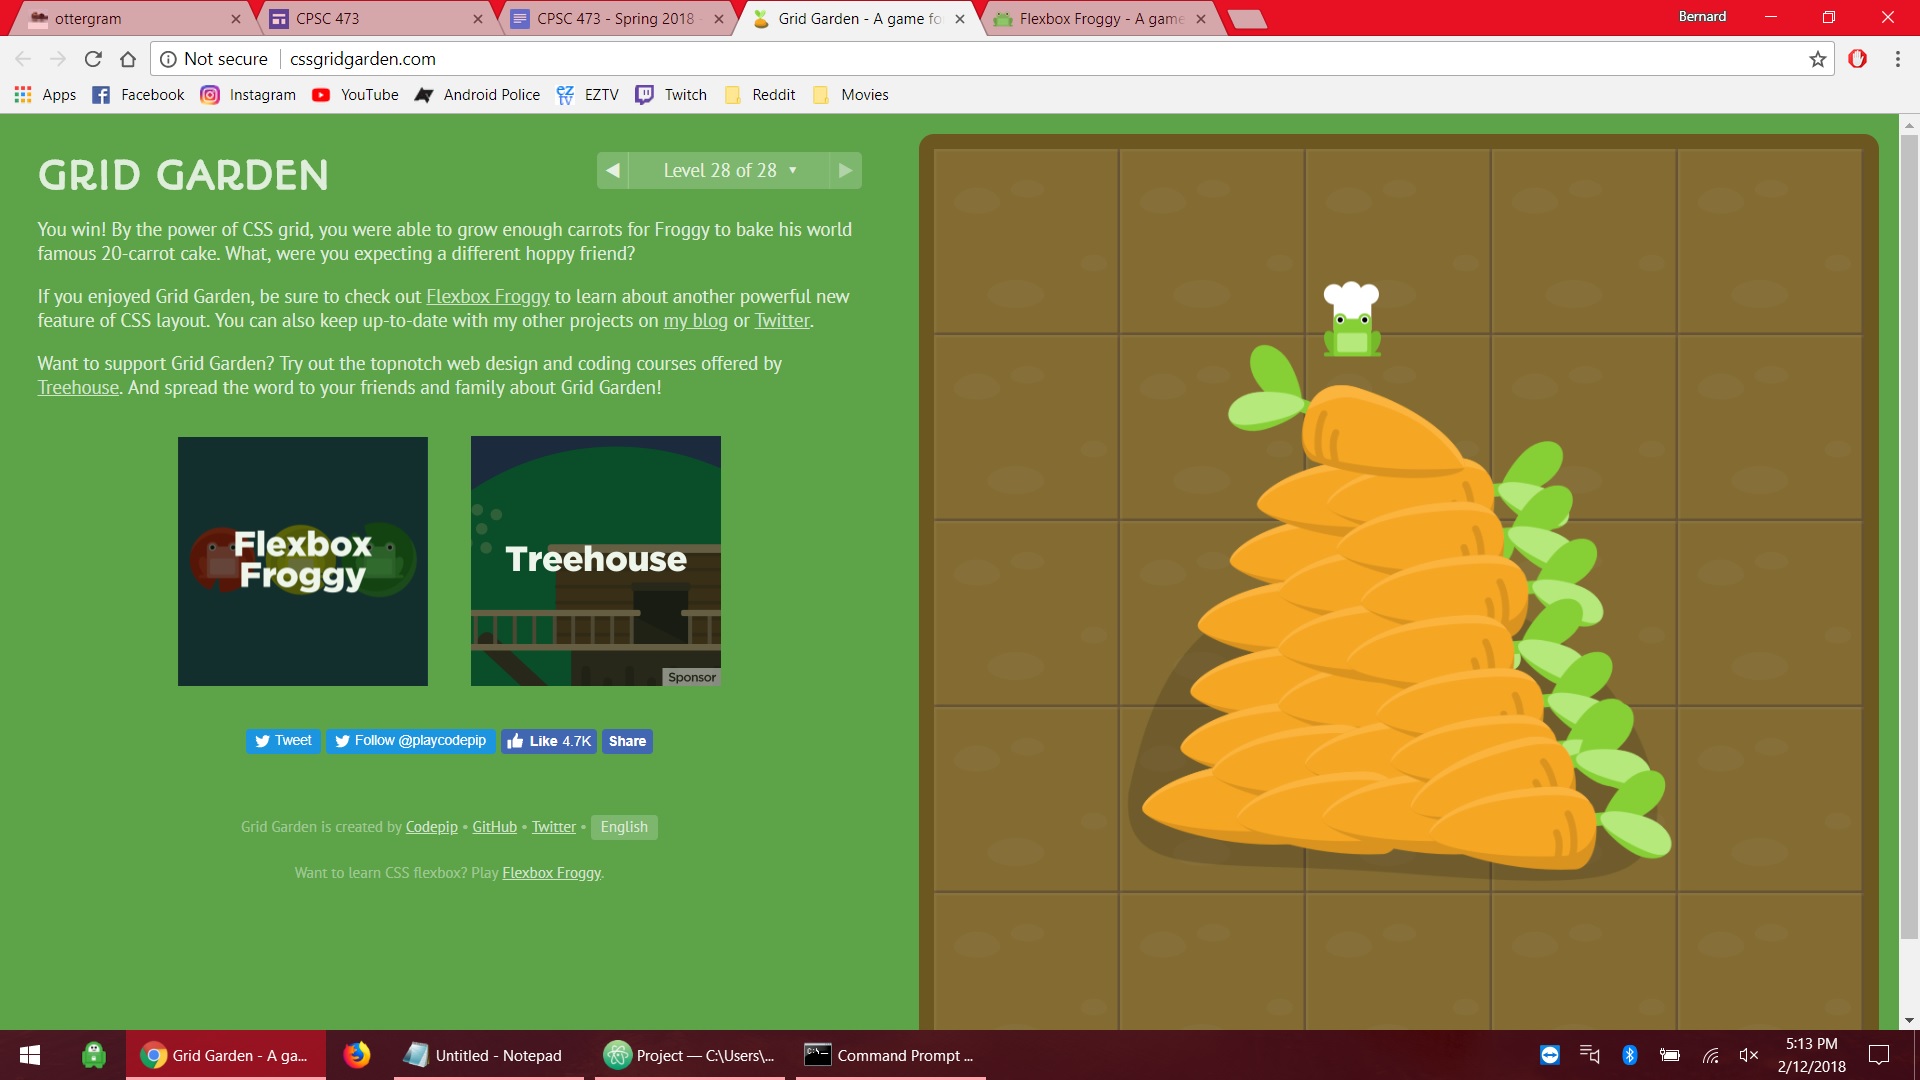 ottergram
CPSC 473
CPSC 473 - Spring 2018 -
Grid Garden - A game fo
Flexbox Froggy - A game
Bernard
Not secure
cssgridgarden.com
Apps
Facebook
Instagram
YouTube
Android Police
eztv
EZTV
Twitch
Reddit
Movies
GRID GARDEN
Level 28 of 28
You win! By the power of CSS grid, you were able to grow enough carrots for Froggy to bake his world
famous 20-carrot cake. What, were you expecting a different hoppy friend?
If you enjoyed Grid Garden, be sure to check out Flexbox Froggy to learn about another powerful new
feature of CSS layout. You can also keep up-to-date with my other projects on my blog or Twitter.
Want to support Grid Garden? Try out the topnotch web design and coding courses offered by
Treehouse. And spread the word to your friends and family about Grid Garden!
Flexbox
Froggy
Treehouse
Sponsor
Tweet
Follow @playcodepip
Like 4.7K
Share
Grid Garden is created by Codepip • GitHub • Twitter • English
Want to learn CSS flexbox? Play Flexbox Froggy.
Grid Garden - A ga...
Untitled - Notepad
Project — C:\Users\...
Command Prompt ...
5:13 PM
2/12/2018